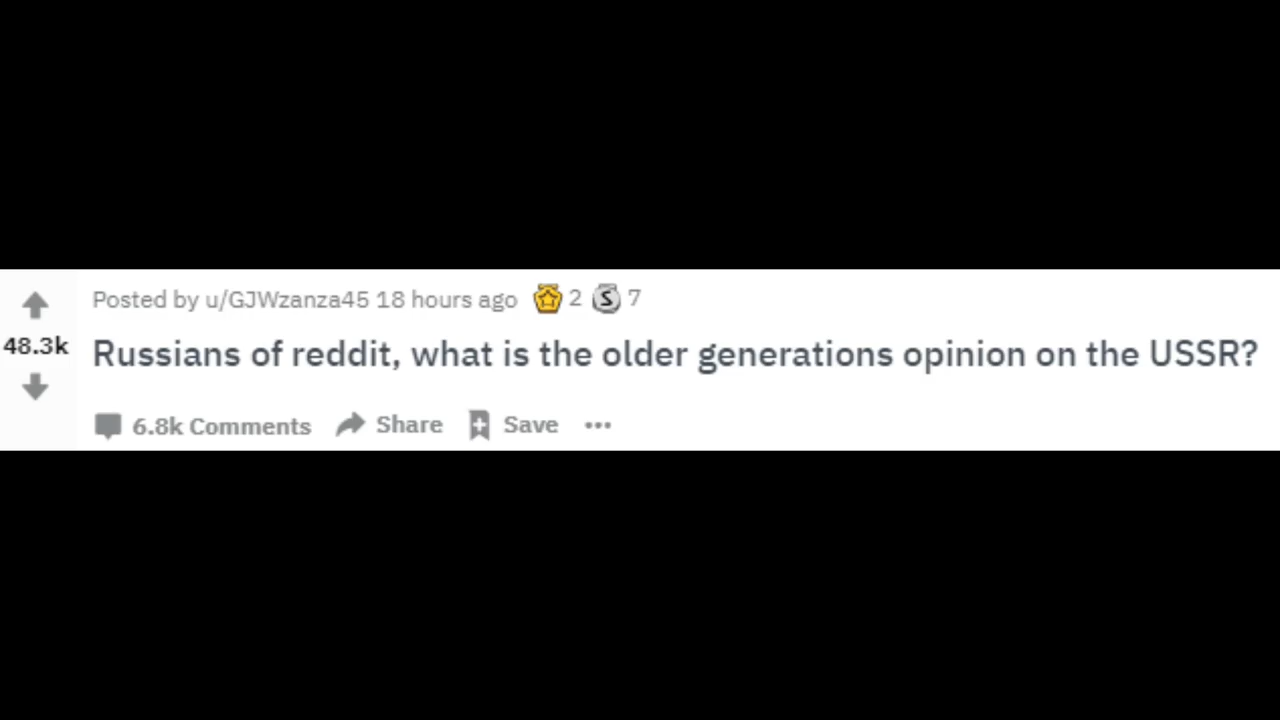 Posted by u/GJWzanza45 18 hours ago 2 S 7
48.3k
Russians of reddit, what is the older generations opinion on the USSR?
6.8k Comments Share Save ...